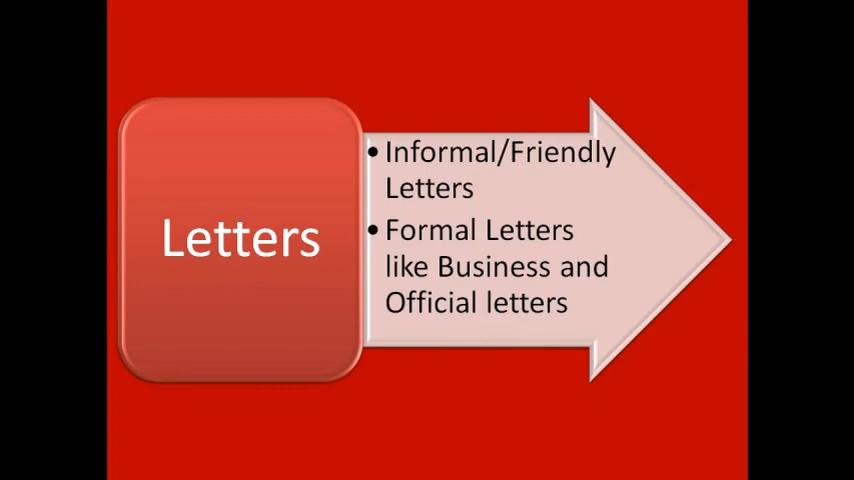 Letters
• Informal/Friendly
Letters
• Formal Letters
like Business and
Official letters